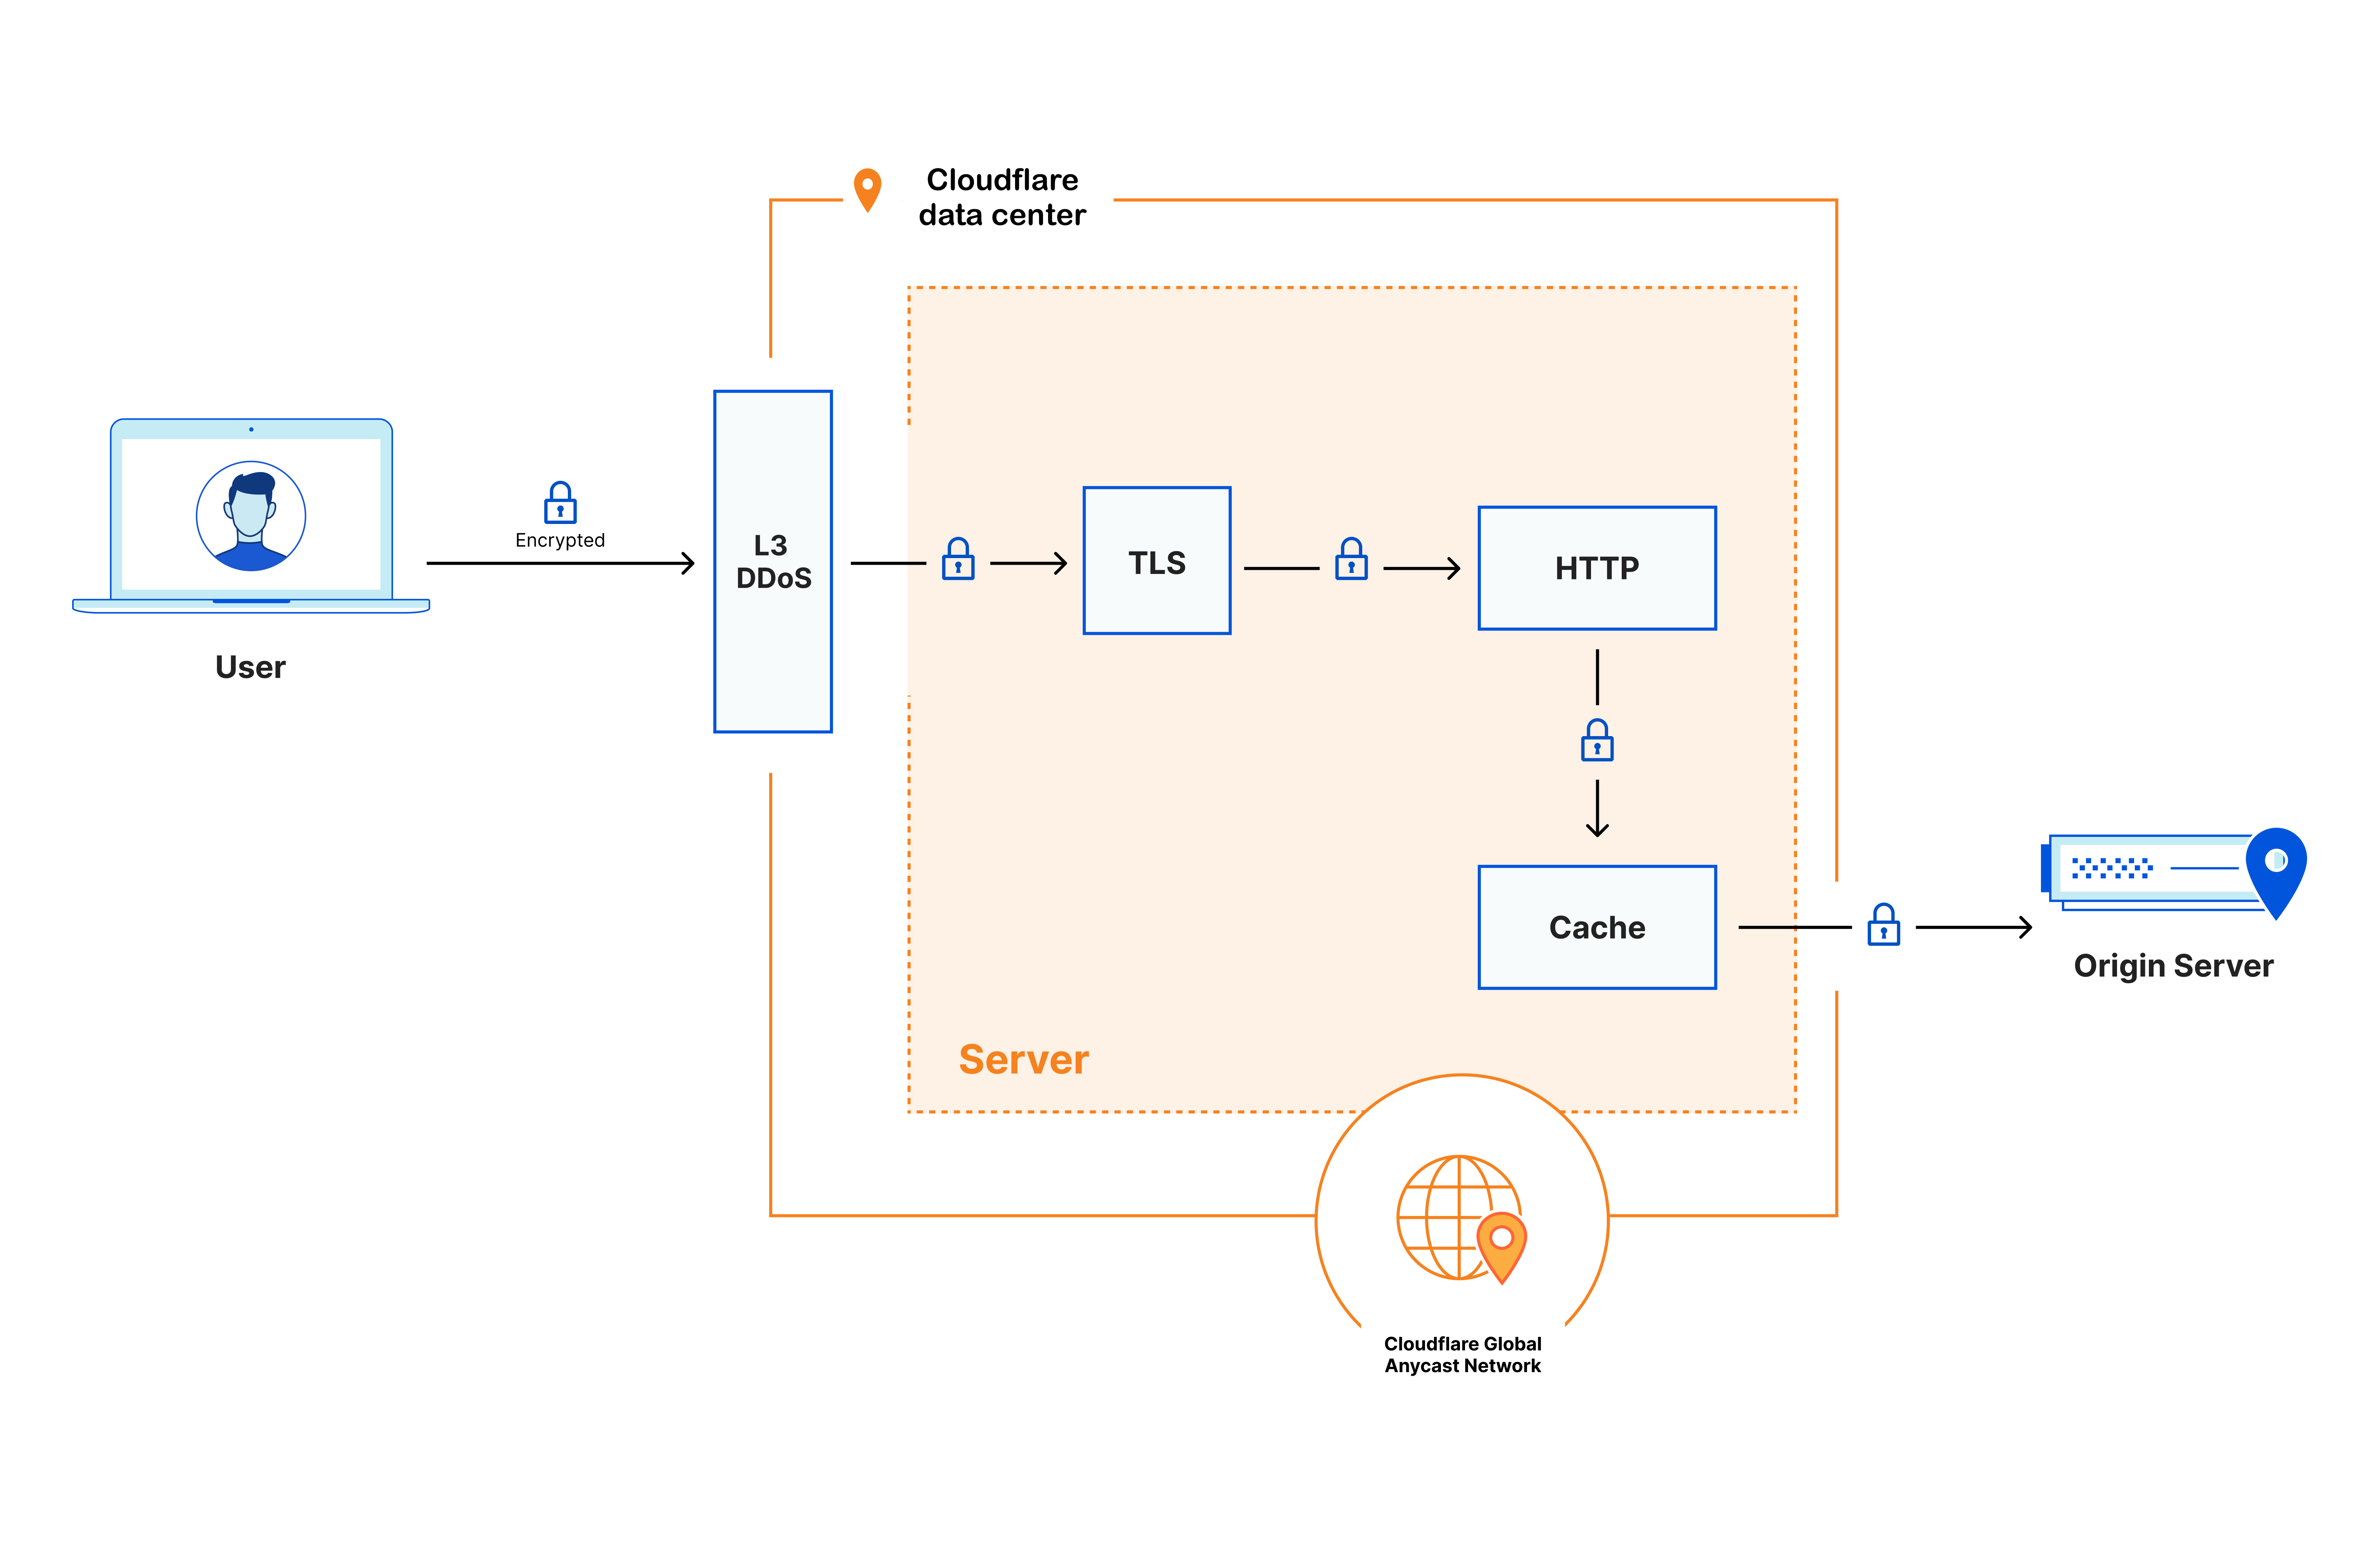 Cloudflare
data center
Encrypted
User
L3
DDoS
TLS
HTTP
Cache
Server
Origin Server
Cloudflare Global
Anycast Network